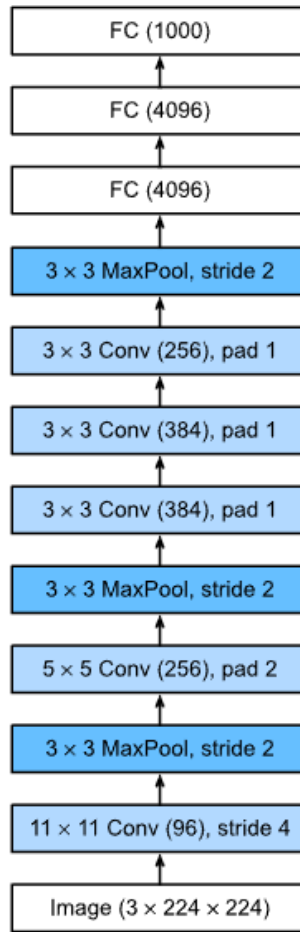 FC (1000)
FC (4096)
FC (4096)
3 × 3 MaxPool, stride 2
3 × 3 Conv (256), pad 1
3 × 3 Conv (384), pad 1
3 × 3 Conv (384), pad 1
3 × 3 MaxPool, stride 2
5 × 5 Conv (256), pad 2
3 × 3 MaxPool, stride 2
11 × 11 Conv (96), stride 4
Image (3 × 224 × 224)